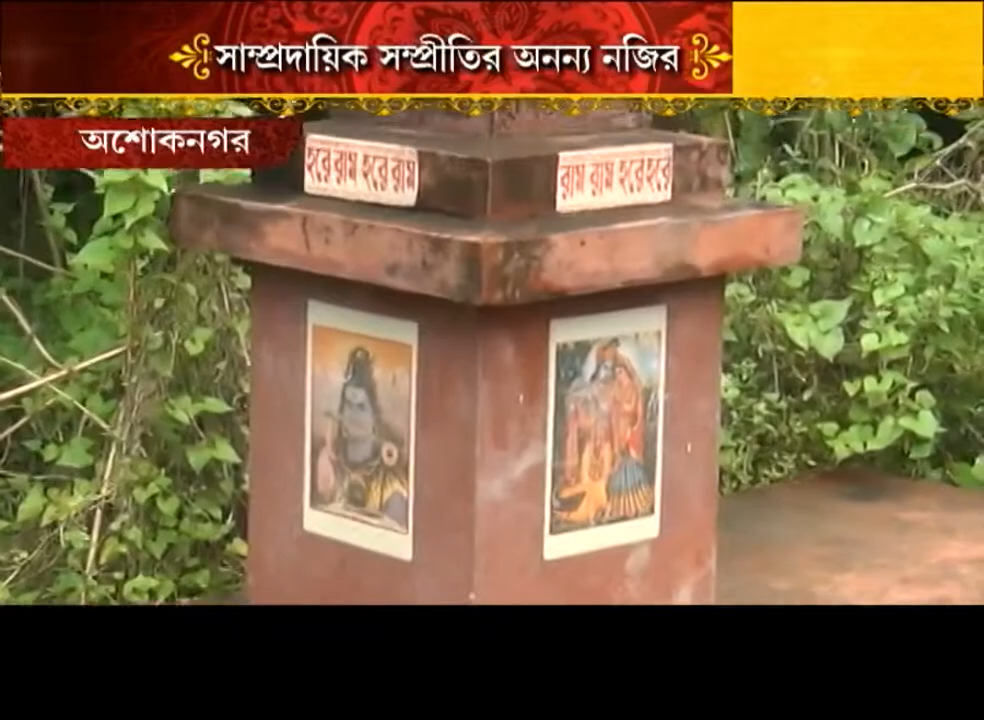 সাম্প্রদায়িক সম্প্রীতির অনন্য নজির
অশোকনগর
হরে রাম হরে রাম
রাম রাম হরে হরে